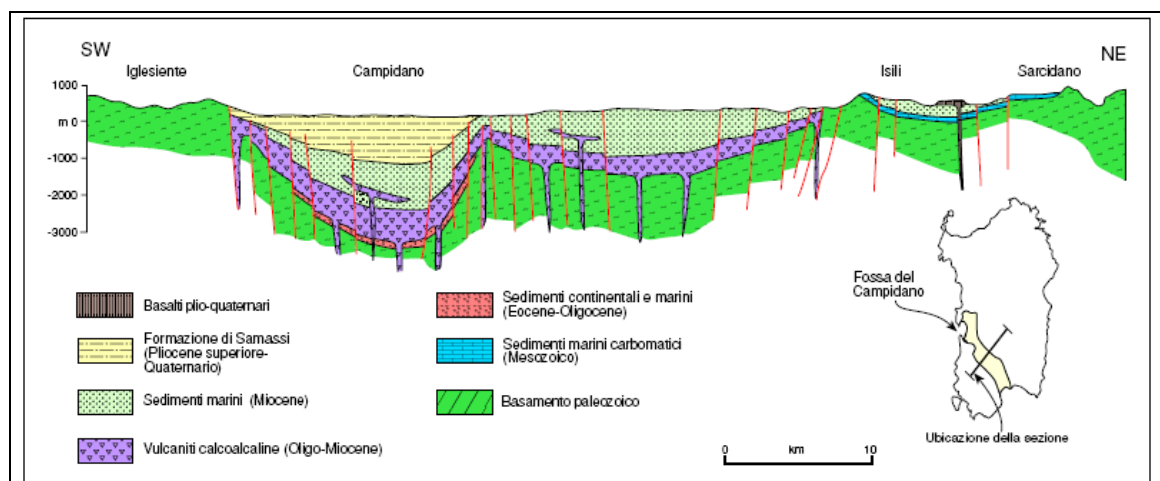 SW
NE
Iglesiente
Campidano
Isili
Sarcidano
1000
m 0
-1000
-2000
-3000
Basalti plio-quaternari
Formazione di Samassi
(Pliocene superiore-
Quaternario)
Sedimenti marini (Miocene)
Vulcaniti calcoalcaline (Oligo-Miocene)
Sedimenti continentali e marini
(Eocene-Oligocene)
Sedimenti marini carbomatici
(Mesozoico)
Basamento paleozoico
0 km 10
Fossa del
Campidano
Ubicazione della sezione